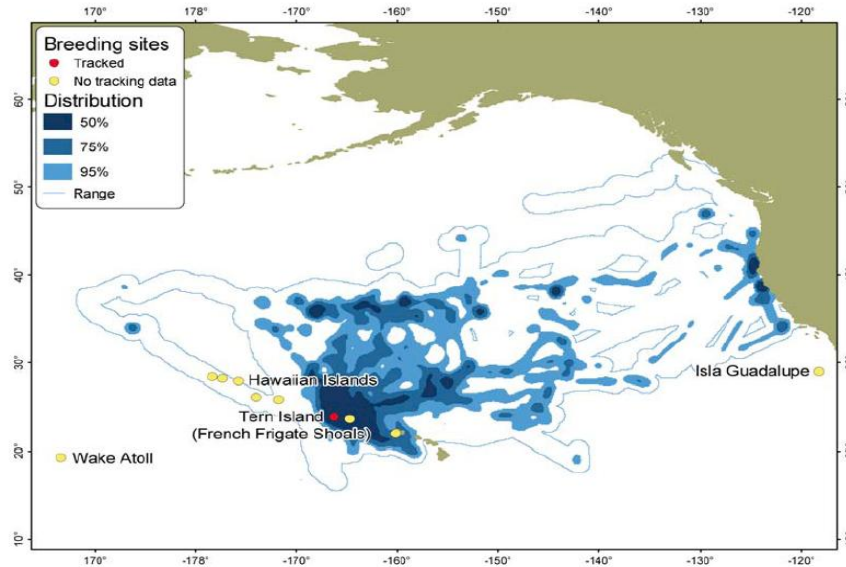 170° -178° -170° -160° -150° -140° -130° -120°
Breeding sites
Tracked
No tracking data
Distribution
50%
75%
95%
Range
60°
50°
40°
30°
20°
10°
Hawaiian Islands
Isla Guadalupe
Tern Island
(French Frigate Shoals)
Wake Atoll
170° -178° -170° -160° -150° -140° -130° -120°